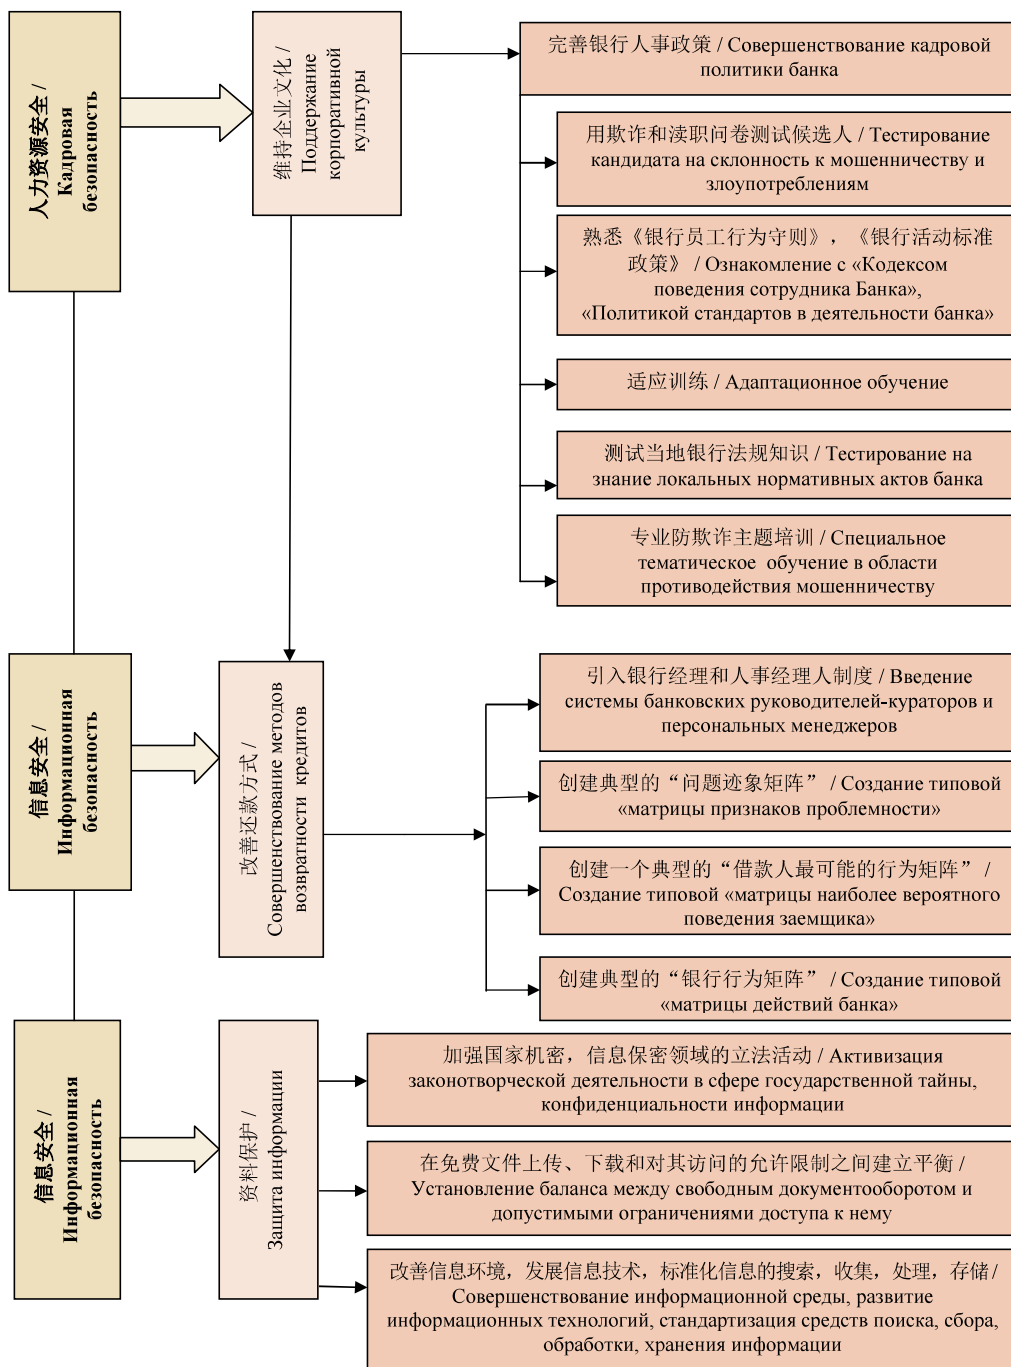 人力资源安全 /
Кадровая
безопасность
维持企业文化 /
Поддержание
корпоративной
культуры
完善银行人事政策 / Совершенствование кадровой
политики банка
用欺诈和渎职问卷测试候选人 / Тестирование
кандидата на склонность к мошенничеству и
злоупотреблениям
熟悉《银行员工行为守则》，《银行活动标准
政策》 / Ознакомление с «Кодексом
поведения сотрудника Банка»,
«Политикой стандартов в деятельности банка»
适应训练 / Адаптационное обучение
测试当地银行法规知识 / Тестирование на
знание локальных нормативных актов банка
专业防欺诈主题培训 / Специальное
тематическое обучение в области
противодействия мошенничеству
信息安全 /
Информационная
безопасность
改善还款方式 /
Совершенствование методов
возвратности кредитов
引入银行经理和人事经理人制度 / Введение
системы банковских руководителей-кураторов и
персональных менеджеров
创建典型的“问题迹象矩阵” / Создание типовой
«матрицы признаков проблемности»
创建一个典型的“借款人最可能的行为矩阵” /
Создание типовой «матрицы наиболее вероятного
поведения заемщика»
创建典型的“银行行为矩阵” / Создание типовой
«матрицы действий банка»
信息安全 /
Информационная
безопасность
资料保护 /
Защита информации
加强国家机密，信息保密领域的立法活动 / Активизация
законотворческой деятельности в сфере государственной тайны,
конфиденциальности информации
在免费文件上传、下载和对其访问的允许限制之间建立平衡 /
Установление баланса между свободным документооборотом и
допустимыми ограничениями доступа к нему
改善信息环境，发展信息技术，标准化信息的搜索，收集，处理，存储 /
Совершенствование информационной среды, развитие
информационных технологий, стандартизация средств поиска, сбора,
обработки, хранения информации